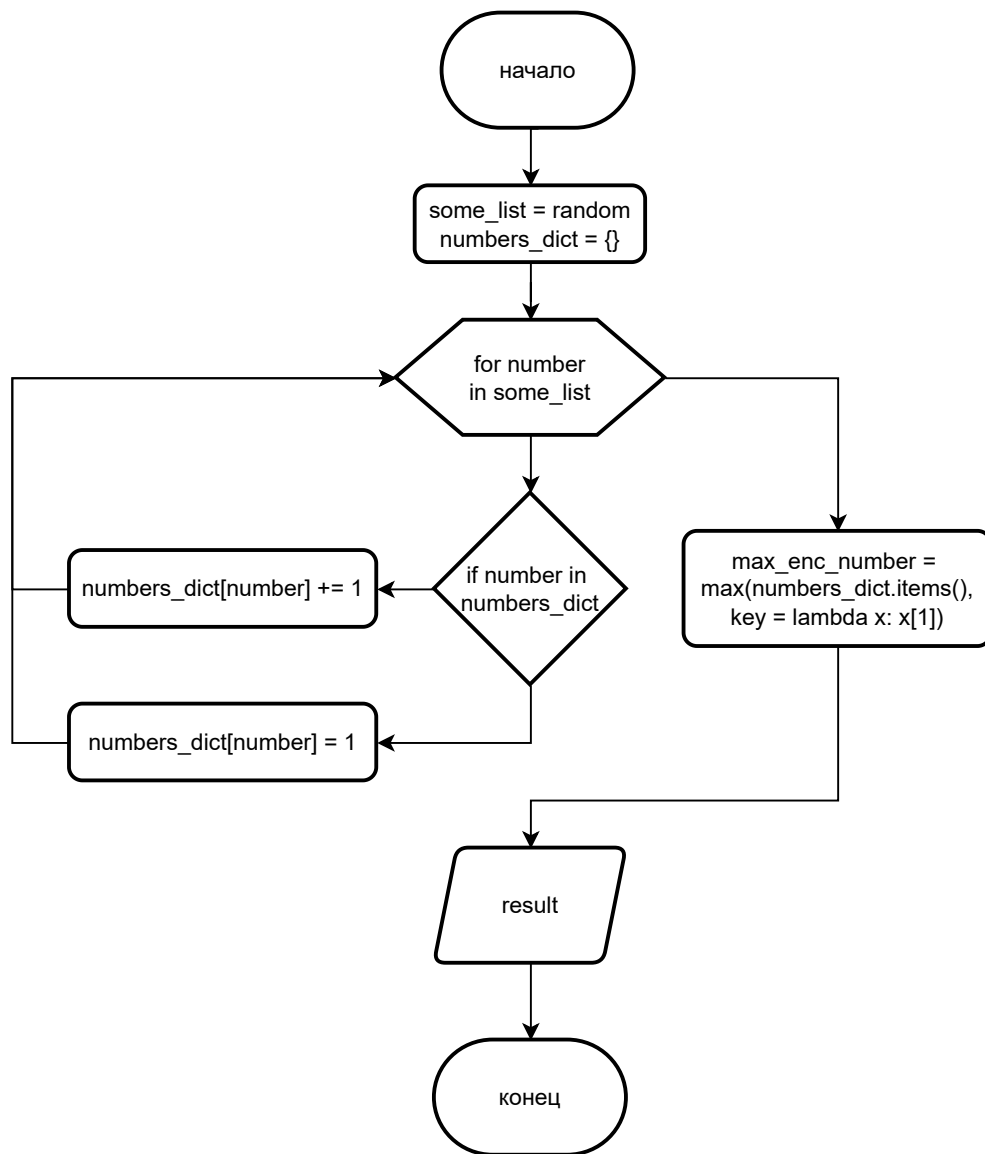 начало
some_list = random
numbers_dict = {}
for number
in some_list
if number in
numbers_dict
numbers_dict[number] += 1
numbers_dict[number] = 1
max_enc_number =
max(numbers_dict.items(),
key = lambda x: x[1])
result
конец